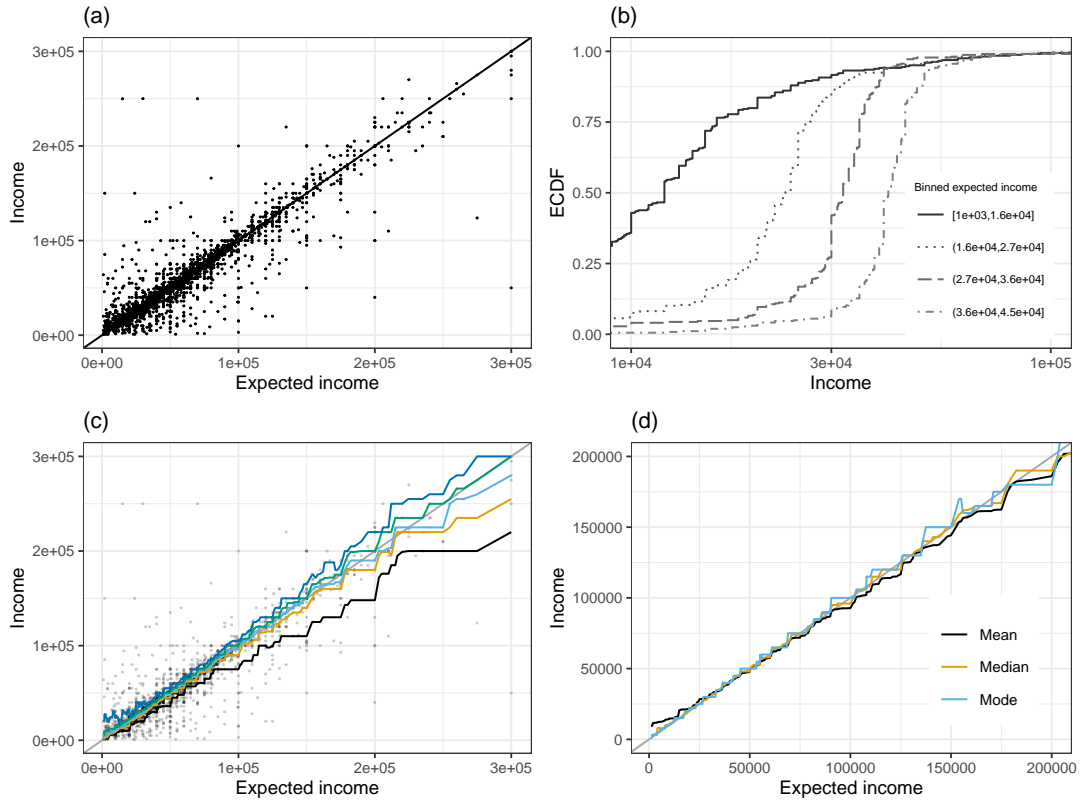 (a)
3e+05
2e+05
1e+05
0e+00
Income
0e+00 1e+05 2e+05 3e+05
Expected income
(b)
1.00
0.75
0.50
0.25
0.00
ECDF
Binned expected income
[1e+03,1.6e+04]
(1.6e+04,2.7e+04]
(2.7e+04,3.6e+04]
(3.6e+04,4.5e+04]
1e+04 3e+04 1e+05
Income
(c)
3e+05
2e+05
1e+05
0e+00
Income
0e+00 1e+05 2e+05 3e+05
Expected income
(d)
200000
150000
100000
50000
0
Income
Mean
Median
Mode
0 50000 100000 150000 200000
Expected income